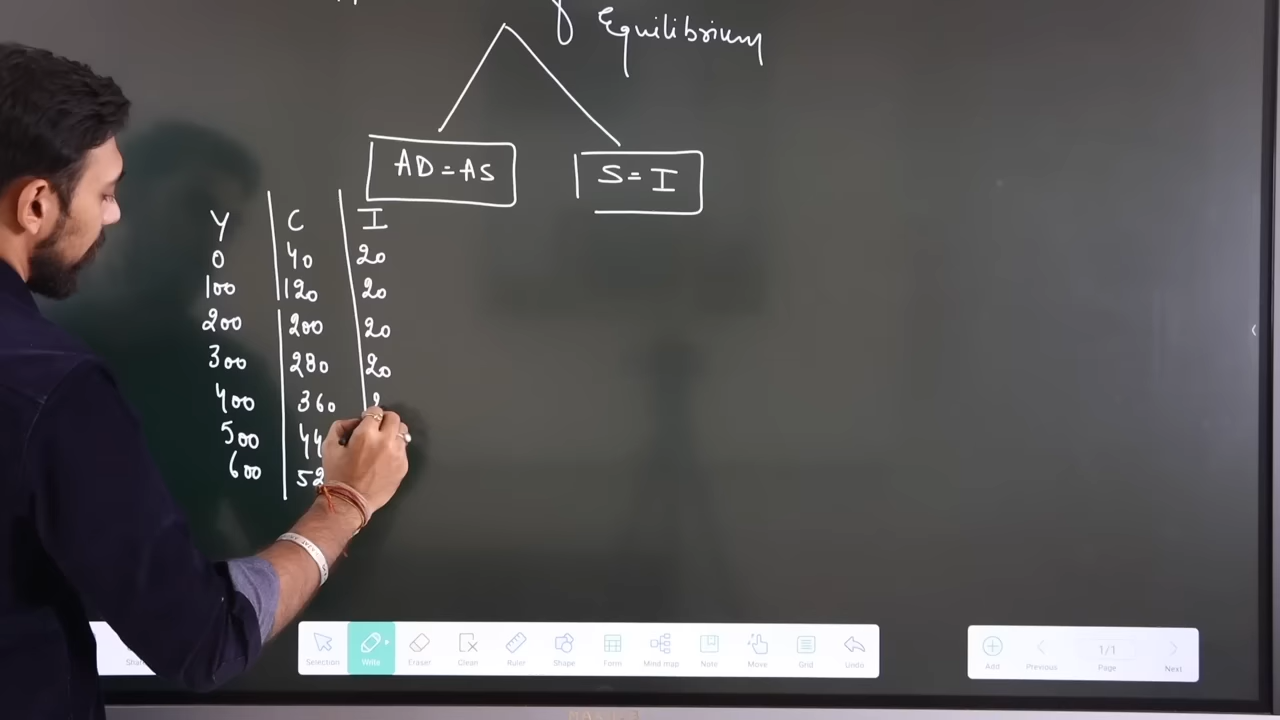 Equilibrium
AD=AS
S=I
Y C I
0 40 20
100 120 20
200 200 20
300 280 20
400 360
500 44
600 52
Selection Write Eraser Clean Ruler Shape Form Mind map Note Move Grid Undo
Add Previous 1/1 Page Next